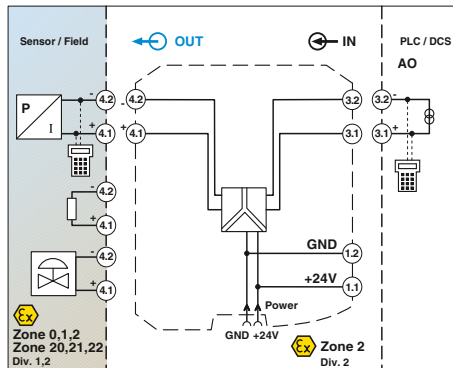 Sensor / Field
OUT
IN
PLC / DCS
AO
P
I
-
4.2
+
4.1
-
4.2
+
4.1
3.2
3.1
3.2
-
3.1
+
-
4.2
+
4.1
-
4.2
+
4.1
GND
1.2
+24V
1.1
Power
GND +24V
Ex
Zone 0,1,2
Zone 20,21,22
Div. 1,2
Ex
Zone 2
Div. 2